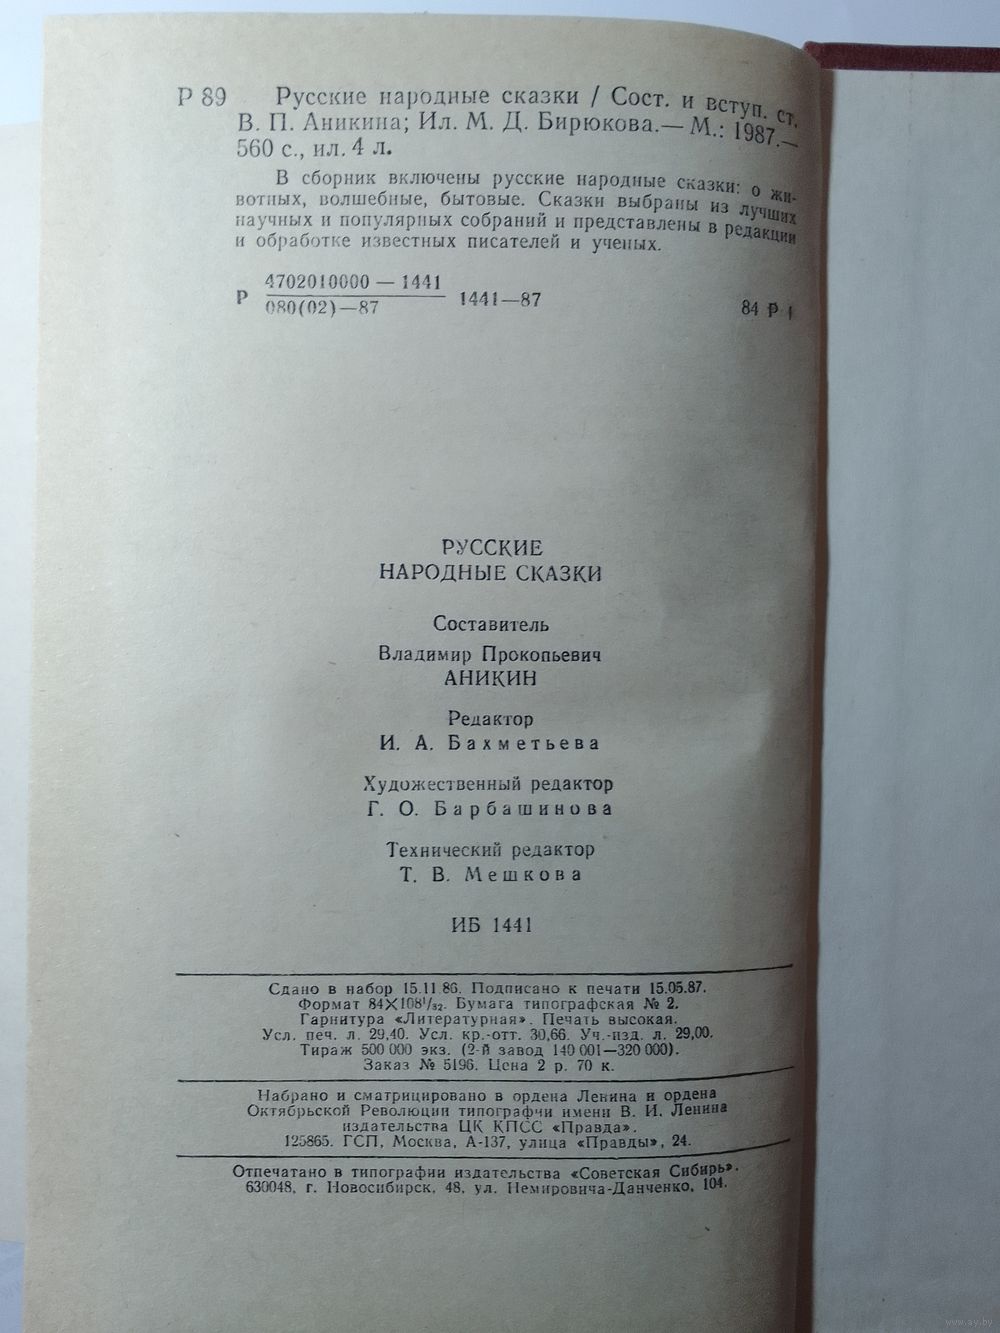 Р 89 Русские народные сказки / Сост. и вступ. ст.
В. П. Аникина; Ил. М. Д. Бирюкова.— М.: 1987.—
560 с., ил. 4 л.
В сборник включены русские народные сказки: о жи-
вотных, волшебные, бытовые. Сказки выбраны из лучших
научных и популярных собраний и представлены в редакции
и обработке известных писателей и ученых.
4702010000 — 1441
Р 1441—87
080(02)—87
84 Р 1
РУССКИЕ
НАРОДНЫЕ СКАЗКИ
Составитель
Владимир Прокопьевич
АНИКИН
Редактор
И. А. Бахметьева
Художественный редактор
Г. О. Барбашинова
Технический редактор
Т. В. Мешкова
ИБ 1441
Сдано в набор 15.11.86. Подписано к печати 15.05.87.
Формат 84×108¹/₃₂. Бумага типографская № 2.
Гарнитура «Литературная». Печать высокая.
Усл. печ. л. 29,40. Усл. кр.-отт. 30,66. Уч.-изд. л. 29,00.
Тираж 500 000 экз. (2-й завод 140 001—320 000).
Заказ № 5196. Цена 2 р. 70 к.
Набрано и сматрицировано в ордена Ленина и ордена
Октябрьской Революции типографии имени В. И. Ленина
издательства ЦК КПСС «Правда».
125865. ГСП, Москва, А-137, улица «Правды», 24.
Отпечатано в типографии издательства «Советская Сибирь».
630048, г. Новосибирск, 48, ул. Немировича-Данченко, 104.
www.ay.by